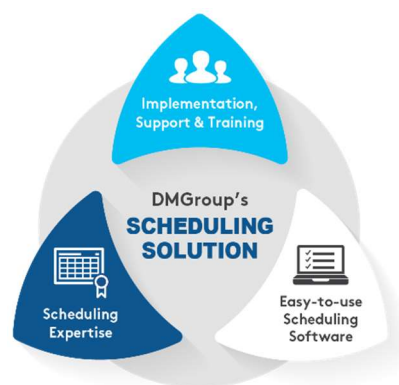 Implementation,
Support & Training
DMGroup's
SCHEDULING
SOLUTION
Scheduling
Expertise
Easy-to-use
Scheduling
Software